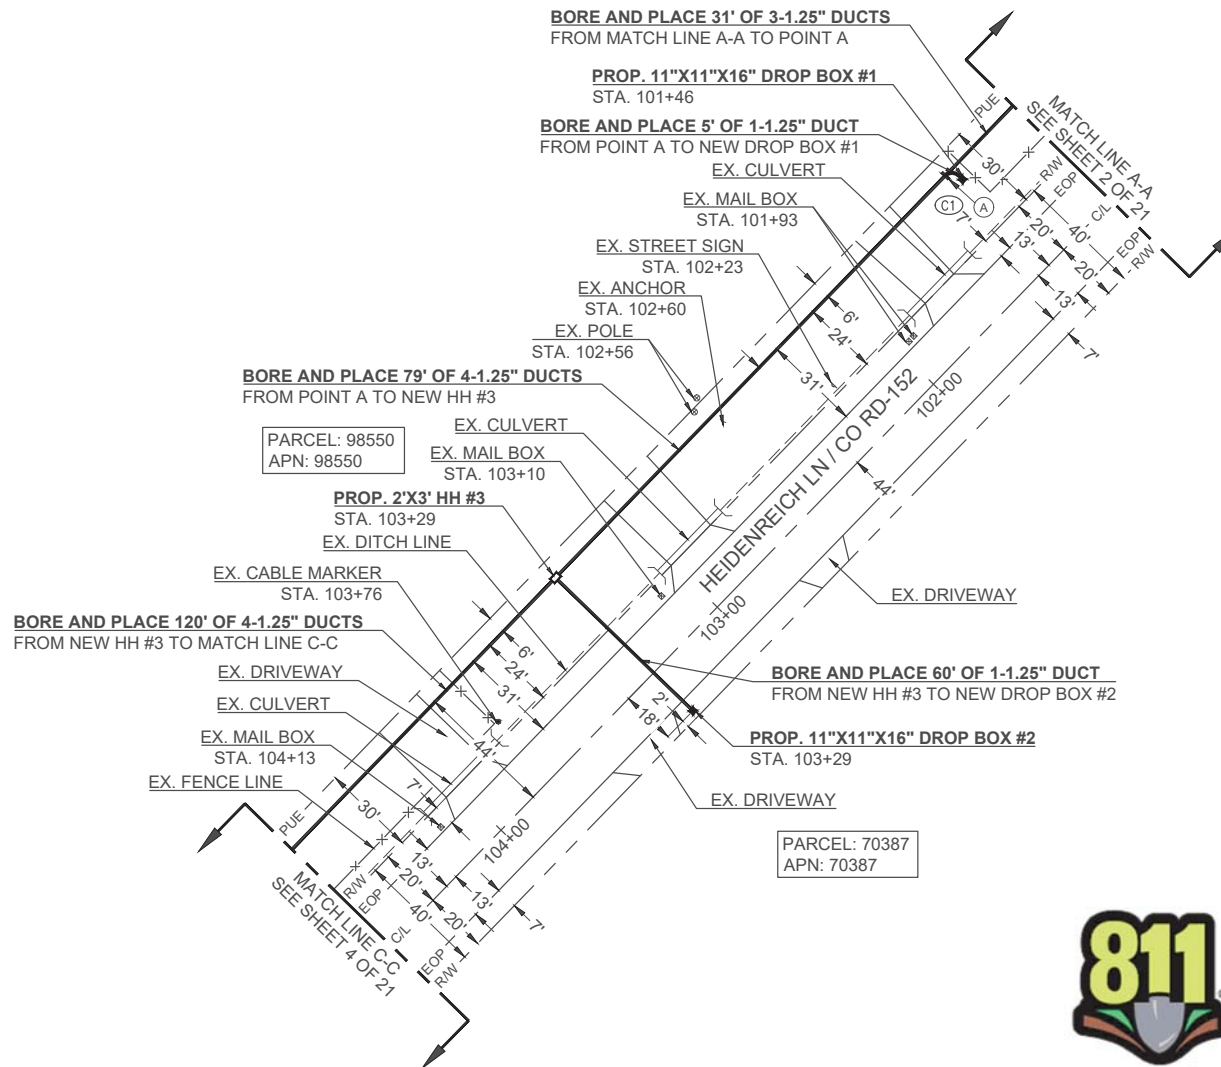 BORE AND PLACE 31' OF 3-1.25" DUCTS
FROM MATCH LINE A-A TO POINT A
PROP. 11"X11"X16" DROP BOX #1
STA. 101+46
BORE AND PLACE 5' OF 1-1.25" DUCT
FROM POINT A TO NEW DROP BOX #1
EX. CULVERT
EX. MAIL BOX
STA. 101+93
EX. STREET SIGN
STA. 102+23
EX. ANCHOR
STA. 102+60
EX. POLE
STA. 102+56
BORE AND PLACE 79' OF 4-1.25" DUCTS
FROM POINT A TO NEW HH #3
PARCEL: 98550
APN: 98550
EX. CULVERT
EX. MAIL BOX
STA. 103+10
PROP. 2'X3' HH #3
STA. 103+29
EX. DITCH LINE
EX. CABLE MARKER
STA. 103+76
BORE AND PLACE 120' OF 4-1.25" DUCTS
FROM NEW HH #3 TO MATCH LINE C-C
EX. DRIVEWAY
EX. CULVERT
EX. MAIL BOX
STA. 104+13
EX. FENCE LINE
PUE
MATCH LINE A-A
SEE SHEET 2 OF 21
30'
R/W
EOP
C/L
EOP
R/W
C1
A
7'
20'
40'
13'
20'
13'
7'
6'
24'
31'
102+00
HEIDENREICH LN / CO RD-152
44'
103+00
EX. DRIVEWAY
BORE AND PLACE 60' OF 1-1.25" DUCT
FROM NEW HH #3 TO NEW DROP BOX #2
2'
18'
PROP. 11"X11"X16" DROP BOX #2
STA. 103+29
EX. DRIVEWAY
PARCEL: 70387
APN: 70387
6'
24'
31'
44'
7'
30'
104+00
PUE
13'
20'
40'
13'
20'
7'
R/W
EOP
C/L
EOP
R/W
MATCH LINE C-C
SEE SHEET 4 OF 21
811